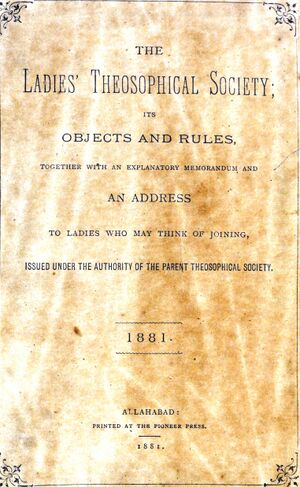 THE
LADIES' THEOSOPHICAL SOCIETY;
ITS
OBJECTS AND RULES,
TOGETHER WITH AN EXPLANATORY MEMORANDUM AND
AN ADDRESS
TO LADIES WHO MAY THINK OF JOINING,
ISSUED UNDER THE AUTHORITY OF THE PARENT THEOSOPHICAL SOCIETY.
1881.
ALLAHABAD:
PRINTED AT THE PIONEER PRESS.
1881.